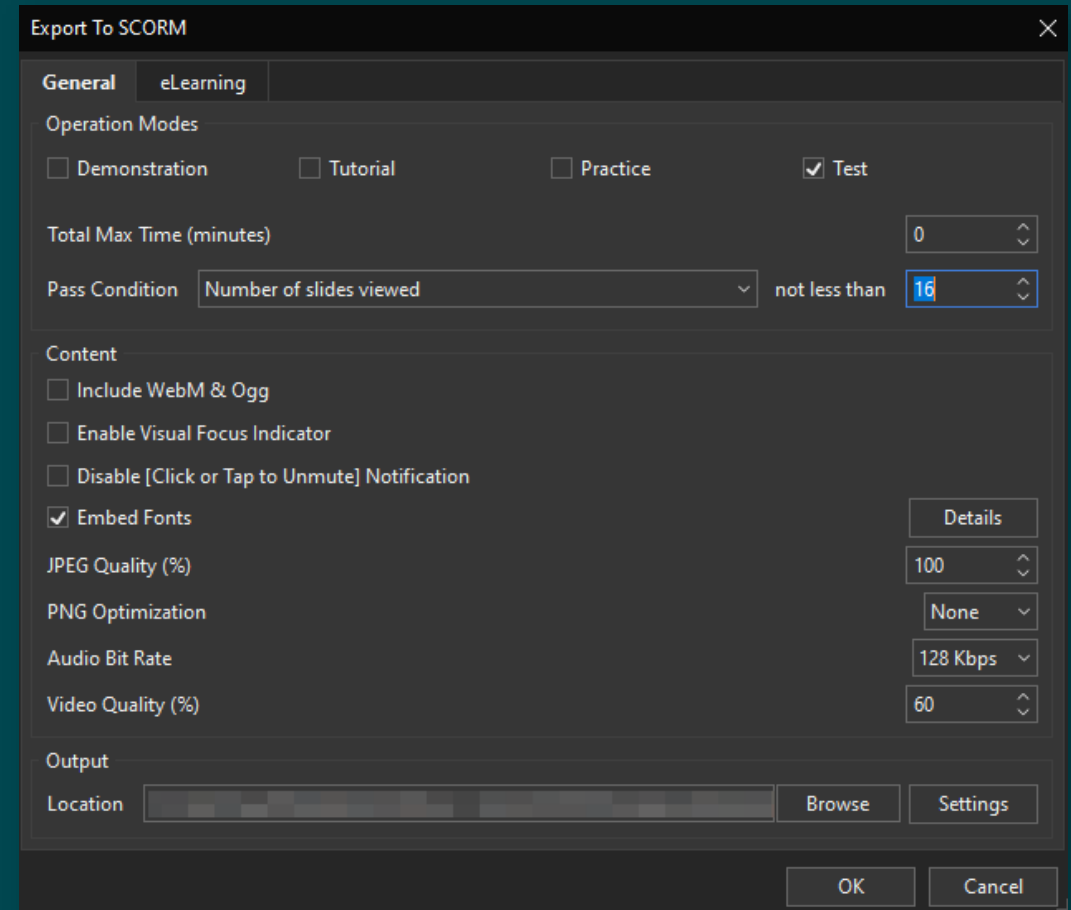 Export To SCORM
General eLearning
Operation Modes
Demonstration Tutorial Practice Test
Total Max Time (minutes) 0
Pass Condition Number of slides viewed not less than 16
Content
Include WebM & Ogg
Enable Visual Focus Indicator
Disable [Click or Tap to Unmute] Notification
Embed Fonts Details
JPEG Quality (%) 100
PNG Optimization None
Audio Bit Rate 128 Kbps
Video Quality (%) 60
Output
Location Browse Settings
OK Cancel